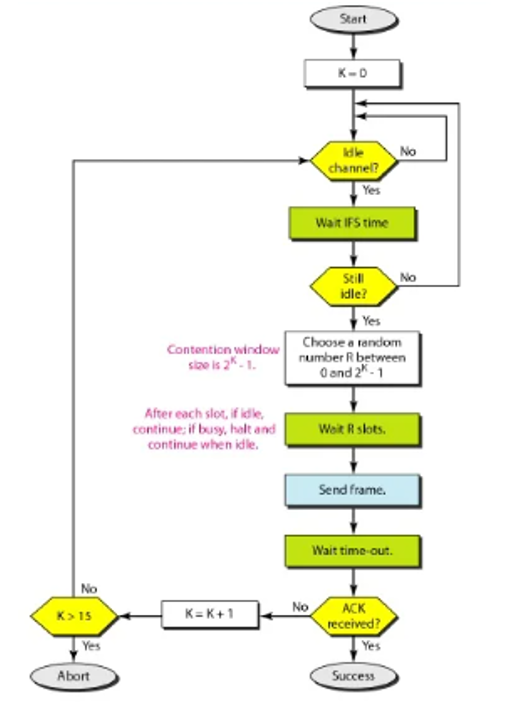 Start
K = 0
Idle
channel?
No
Yes
Wait IFS time
Still
idle?
No
Yes
Contention window
size is 2^K - 1.
Choose a random
number R between
0 and 2^K - 1
After each slot, if idle,
continue; if busy, halt and
continue when idle.
Wait R slots.
Send frame.
Wait time-out.
ACK
received?
No
K = K + 1
K > 15
No
Yes
Yes
Abort
Success